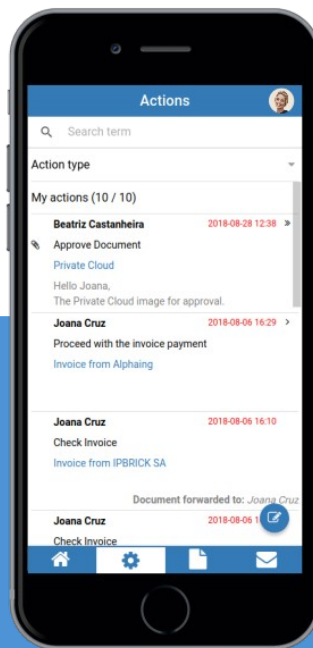 Actions
Search term
Action type
My actions (10 / 10)
Beatriz Castanheira 2018-08-28 12:38
Approve Document
Private Cloud
Hello Joana,
The Private Cloud image for approval.
Joana Cruz 2018-08-06 16:29
Proceed with the invoice payment
Invoice from Alphaing
Joana Cruz 2018-08-06 16:10
Check Invoice
Invoice from IPBRICK SA
Document forwarded to: Joana Cruz
Joana Cruz 2018-08-06
Check Invoice